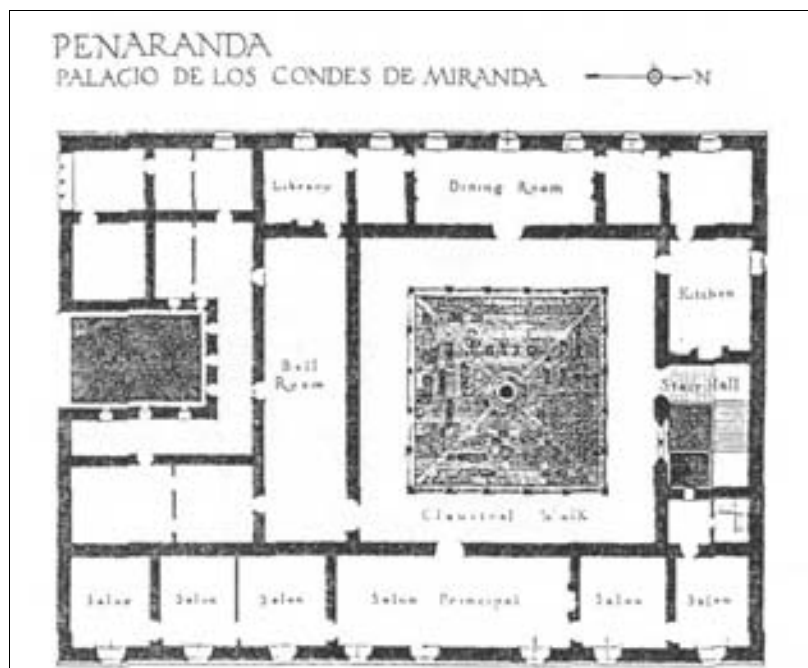 PENARANDA
PALACIO DE LOS CONDES DE MIRANDA
N
Library
Dining Room
Kitchen
Patio
Ball
Room
Stair Hall
Claustral Walk
Salon
Salon
Salon
Salon Principal
Salon
Salon